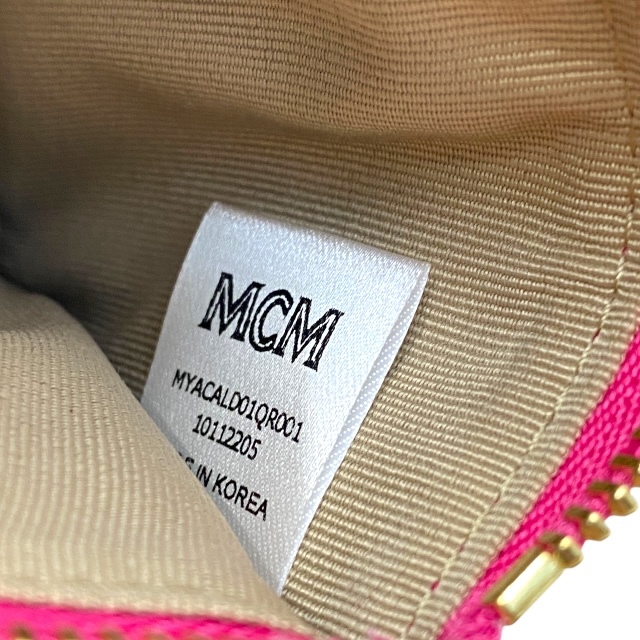 MCM
MYACALD01QR001
10112205
IN KOREA